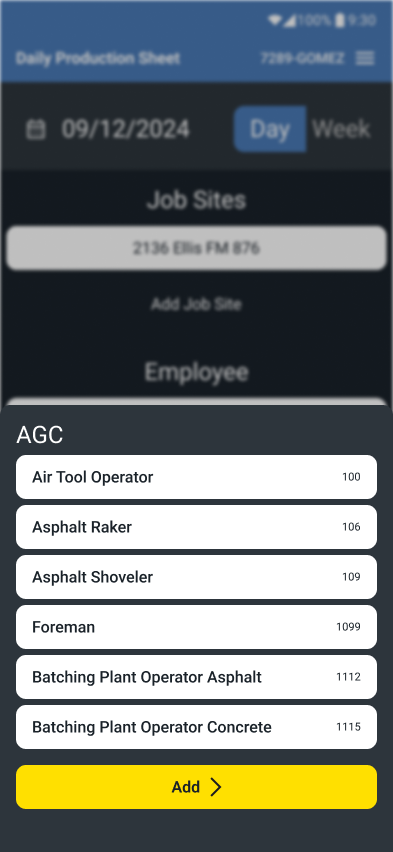 100% 9:30
Daily Production Sheet 7289-GOMEZ
09/12/2024 Day Week
Job Sites
2136 Ellis FM 876
Add Job Site
Employee
AGC
Air Tool Operator 100
Asphalt Raker 106
Asphalt Shoveler 109
Foreman 1099
Batching Plant Operator Asphalt 1112
Batching Plant Operator Concrete 1115
Add